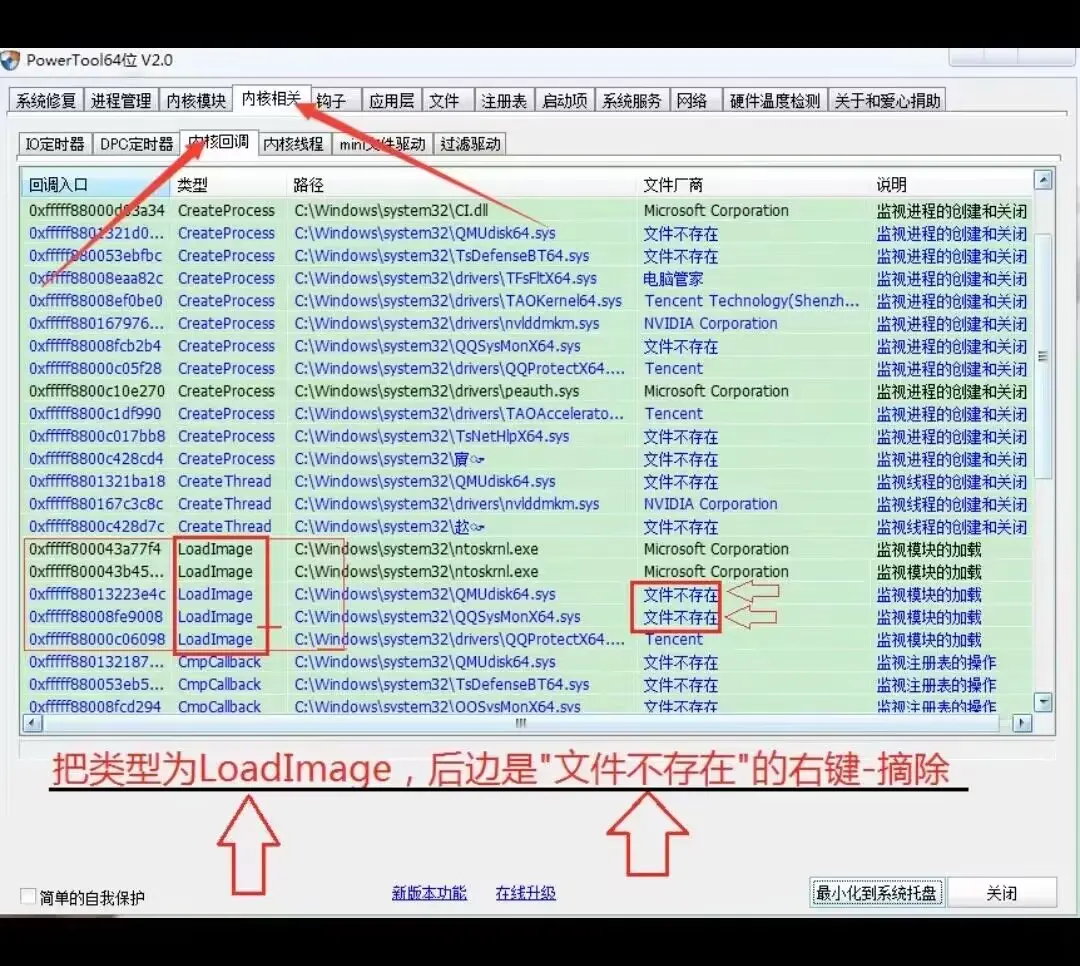 PowerTool64位 V2.0
系统修复 进程管理 内核模块 内核相关 钩子 应用层 文件 注册表 启动项 系统服务 网络 硬件温度检测 关于和爱心捐助
IO定时器 DPC定时器 内核回调 内核线程 mini文件驱动 过滤驱动
回调入口 类型 路径 文件厂商 说明
0xfffff88000d93a34 CreateProcess C:\Windows\system32\CI.dll Microsoft Corporation 监视进程的创建和关闭
0xfffff8801321d0... CreateProcess C:\Windows\system32\QMUdisk64.sys 文件不存在 监视进程的创建和关闭
0xfffff880053ebfbc CreateProcess C:\Windows\system32\TsDefenseBT64.sys 文件不存在 监视进程的创建和关闭
0xfffff88008eaa82c CreateProcess C:\Windows\system32\drivers\TFsFltX64.sys 电脑管家 监视进程的创建和关闭
0xfffff88008ef0be0 CreateProcess C:\Windows\system32\drivers\TAOKernel64.sys Tencent Technology(Shenzh... 监视进程的创建和关闭
0xfffff880167976... CreateProcess C:\Windows\system32\drivers\nvlddmkm.sys NVIDIA Corporation 监视进程的创建和关闭
0xfffff88008fcb2b4 CreateProcess C:\Windows\system32\QQSysMonX64.sys 文件不存在 监视进程的创建和关闭
0xfffff88000c05f28 CreateProcess C:\Windows\system32\drivers\QQProtectX64.... Tencent 监视进程的创建和关闭
0xfffff8800c10e270 CreateProcess C:\Windows\system32\drivers\peauth.sys Microsoft Corporation 监视进程的创建和关闭
0xfffff8800c1df990 CreateProcess C:\Windows\system32\drivers\TAOAccelerato... Tencent 监视进程的创建和关闭
0xfffff8800c017bb8 CreateProcess C:\Windows\system32\TsNetHlpX64.sys 文件不存在 监视进程的创建和关闭
0xfffff8800c428cd4 CreateProcess C:\Windows\system32\ 文件不存在 监视进程的创建和关闭
0xfffff8801321ba18 CreateThread C:\Windows\system32\QMUdisk64.sys 文件不存在 监视线程的创建和关闭
0xfffff880167c3c8c CreateThread C:\Windows\system32\drivers\nvlddmkm.sys NVIDIA Corporation 监视线程的创建和关闭
0xfffff8800c428d7c CreateThread C:\Windows\system32\ 文件不存在 监视线程的创建和关闭
0xfffff800043a77f4 LoadImage C:\Windows\system32\ntoskrnl.exe Microsoft Corporation 监视模块的加载
0xfffff800043b45... LoadImage C:\Windows\system32\ntoskrnl.exe Microsoft Corporation 监视模块的加载
0xfffff88013223e4c LoadImage C:\Windows\system32\QMUdisk64.sys 文件不存在 监视模块的加载
0xfffff88008fe9008 LoadImage C:\Windows\system32\QQSysMonX64.sys 文件不存在 监视模块的加载
0xfffff88000c06098 LoadImage C:\Windows\system32\drivers\QQProtectX64.... Tencent 监视模块的加载
0xfffff880132187... CmpCallback C:\Windows\system32\QMUdisk64.sys 文件不存在 监视注册表的操作
0xfffff880053eb5... CmpCallback C:\Windows\system32\TsDefenseBT64.sys 文件不存在 监视注册表的操作
0xfffff88008fcd294 CmpCallback C:\Windows\system32\QQSysMonX64.sys 文件不存在 监视注册表的操作
把类型为LoadImage，后边是"文件不存在"的右键-摘除
简单的自我保护 新版本功能 在线升级 最小化到系统托盘 关闭